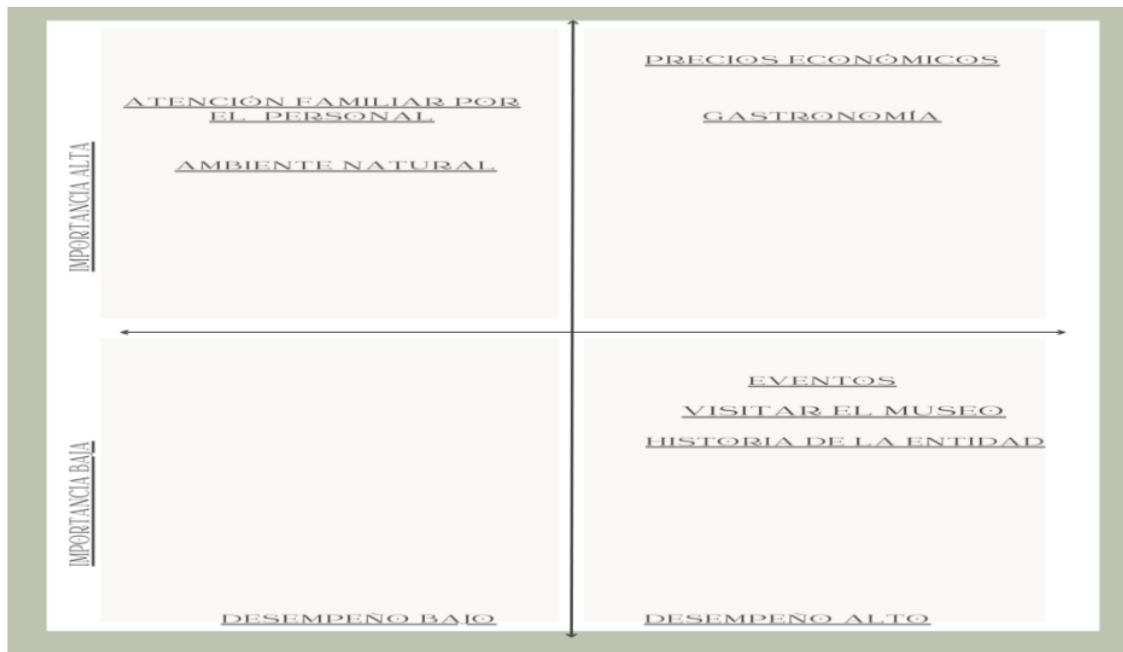 PRECIOS ECONÓMICOS
ATENCIÓN FAMILIAR POR
EL PERSONAL
GASTRONOMÍA
AMBIENTE NATURAL
IMPORTANCIA ALTA
EVENTOS
VISITAR EL MUSEO
HISTORIA DE LA ENTIDAD
IMPORTANCIA BAJA
DESEMPEÑO BAJO
DESEMPEÑO ALTO